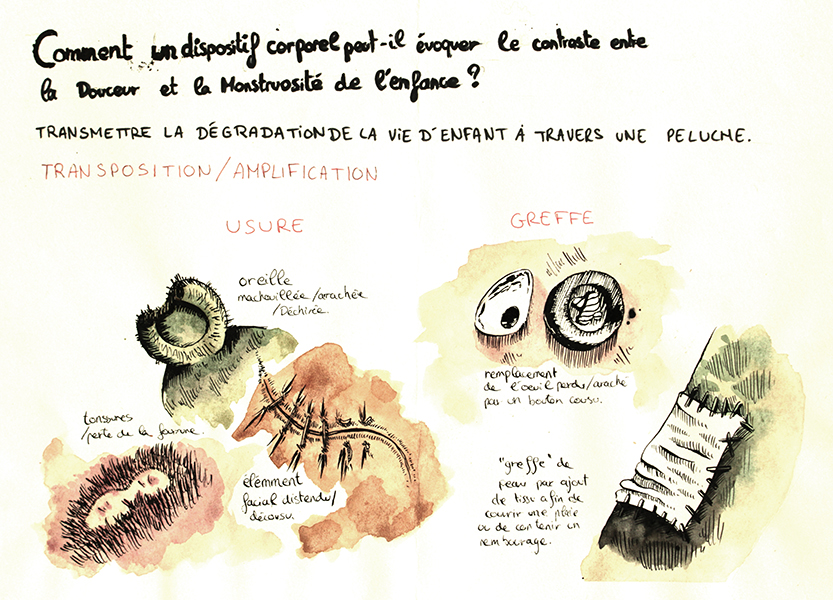 Comment un dispositif corporel peut-il évoquer le contraste entre
la Douceur et la Monstruosité de l'enfance ?
TRANSMETTRE LA DÉGRADATION DE LA VIE D'ENFANT À TRAVERS UNE PELUCHE.
TRANSPOSITION/AMPLIFICATION
USURE
oreille
machouillée/arrachée
/Déchirée.
tonsures
/perte de la fourrure.
élémment
facial distendu/
décousu.
GREFFE
remplacement
de l'oeuil perdu/arraché
par un bouton cousu.
"greffe" de
peau par ajout
de tissu afin de
couvrir une plaie
ou de contenir un
rembourage.